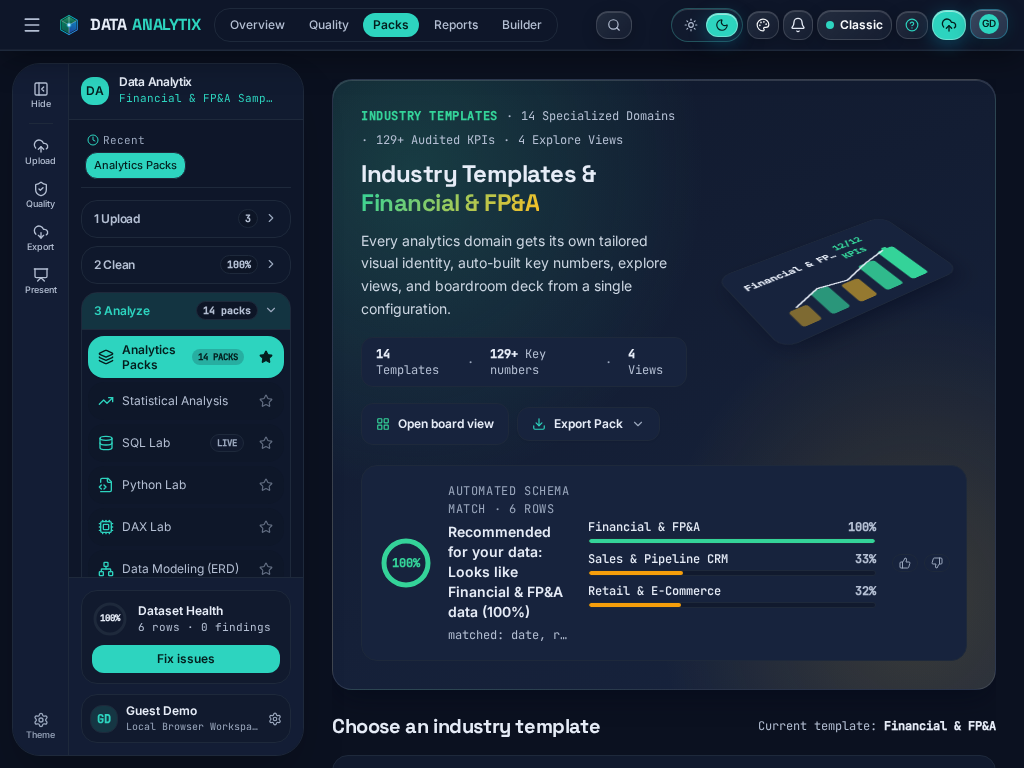 DATA ANALYTIX
Overview
Quality
Packs
Reports
Builder
Classic
GD
Hide
Upload
Quality
Export
Present
Theme
DA
Data Analytix
Financial & FP&A Samp…
Recent
Analytics Packs
1 Upload 3
2 Clean 100%
3 Analyze 14 packs
Analytics
Packs
14 PACKS
Statistical Analysis
SQL Lab LIVE
Python Lab
DAX Lab
Data Modeling (ERD)
100%
Dataset Health
6 rows · 0 findings
Fix issues
GD
Guest Demo
Local Browser Workspa…
INDUSTRY TEMPLATES · 14 Specialized Domains
· 129+ Audited KPIs · 4 Explore Views
Industry Templates &
Financial & FP&A
Every analytics domain gets its own tailored
visual identity, auto-built key numbers, explore
views, and boardroom deck from a single
configuration.
14
Templates
·
129+ Key
numbers
·
4
Views
Open board view
Export Pack
Financial & FP…
12/12
KPIs
100%
AUTOMATED SCHEMA
MATCH · 6 ROWS
Recommended
for your data:
Looks like
Financial & FP&A
data (100%)
matched: date, r…
Financial & FP&A 100%
Sales & Pipeline CRM 33%
Retail & E-Commerce 32%
Choose an industry template
Current template: Financial & FP&A